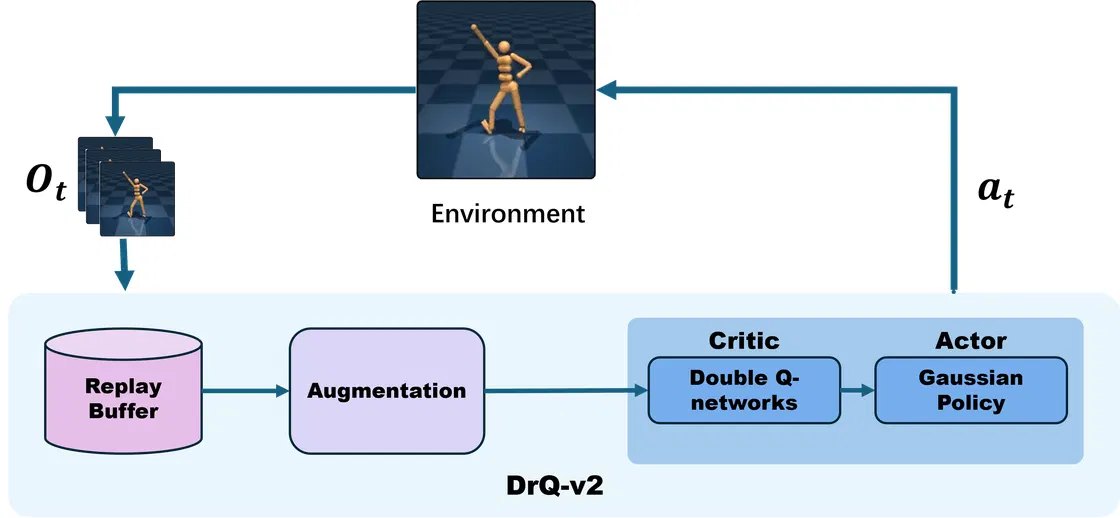 O_t
Environment
a_t
Replay
Buffer
Augmentation
Critic
Double Q-
networks
Actor
Gaussian
Policy
DrQ-v2